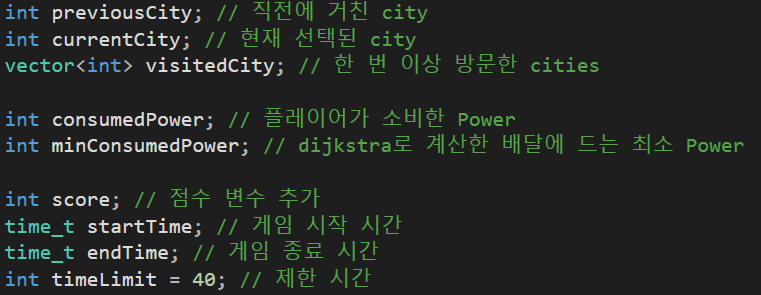 int previousCity; // 직전에 거친 city
int currentCity; // 현재 선택된 city
vector<int> visitedCity; // 한 번 이상 방문한 cities
int consumedPower; // 플레이어가 소비한 Power
int minConsumedPower; // dijkstra로 계산한 배달에 드는 최소 Power
int score; // 점수 변수 추가
time_t startTime; // 게임 시작 시간
time_t endTime; // 게임 종료 시간
int timeLimit = 40; // 제한 시간